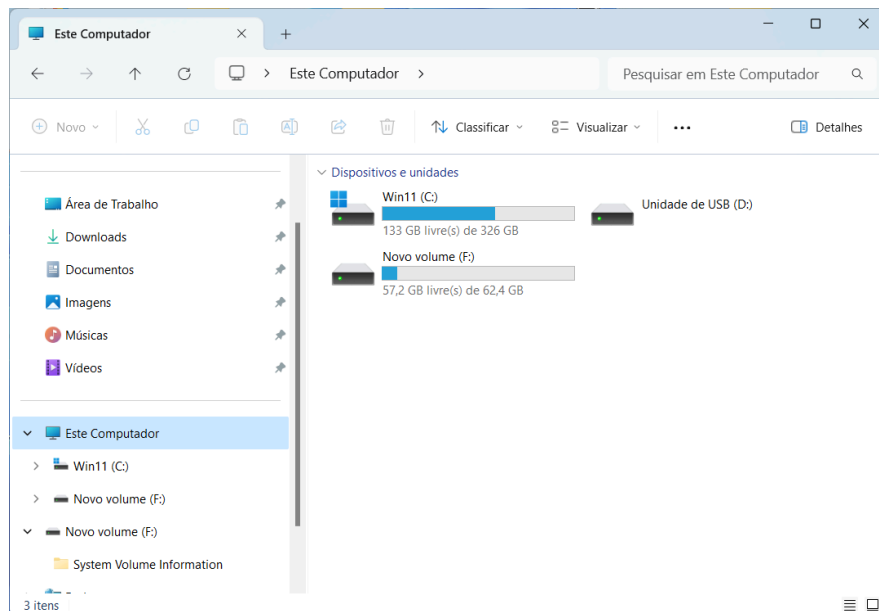 Este Computador
Este Computador
Pesquisar em Este Computador
Novo
Classificar
Visualizar
Detalhes
Área de Trabalho
Downloads
Documentos
Imagens
Músicas
Vídeos
Este Computador
Win11 (C:)
Novo volume (F:)
Novo volume (F:)
System Volume Information
Dispositivos e unidades
Win11 (C:)
133 GB livre(s) de 326 GB
Unidade de USB (D:)
Novo volume (F:)
57,2 GB livre(s) de 62,4 GB
3 itens